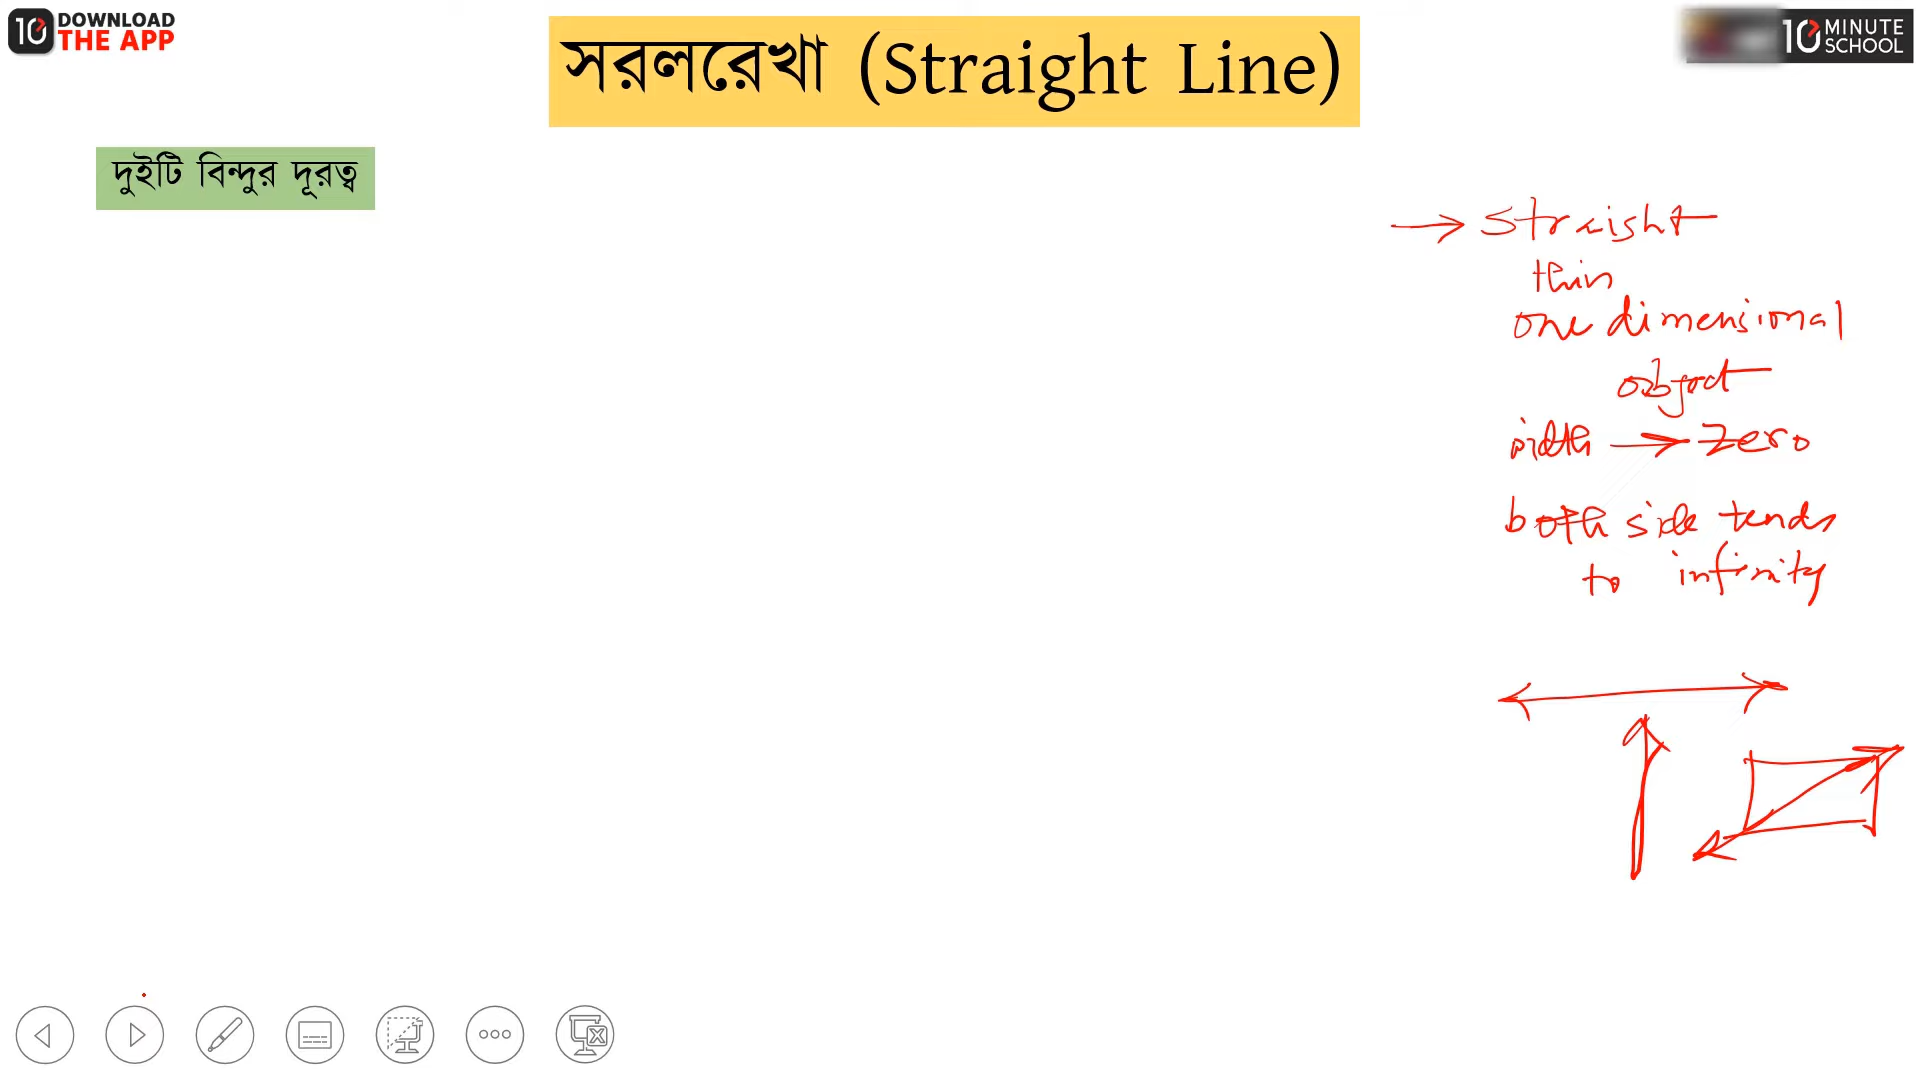 DOWNLOAD
THE APP
সরলরেখা (Straight Line)
10 MINUTE
SCHOOL
দুইটি বিন্দুর দূরত্ব
→ Straight
thin
one dimensional
object
width → Zero
both side tends
to infinity